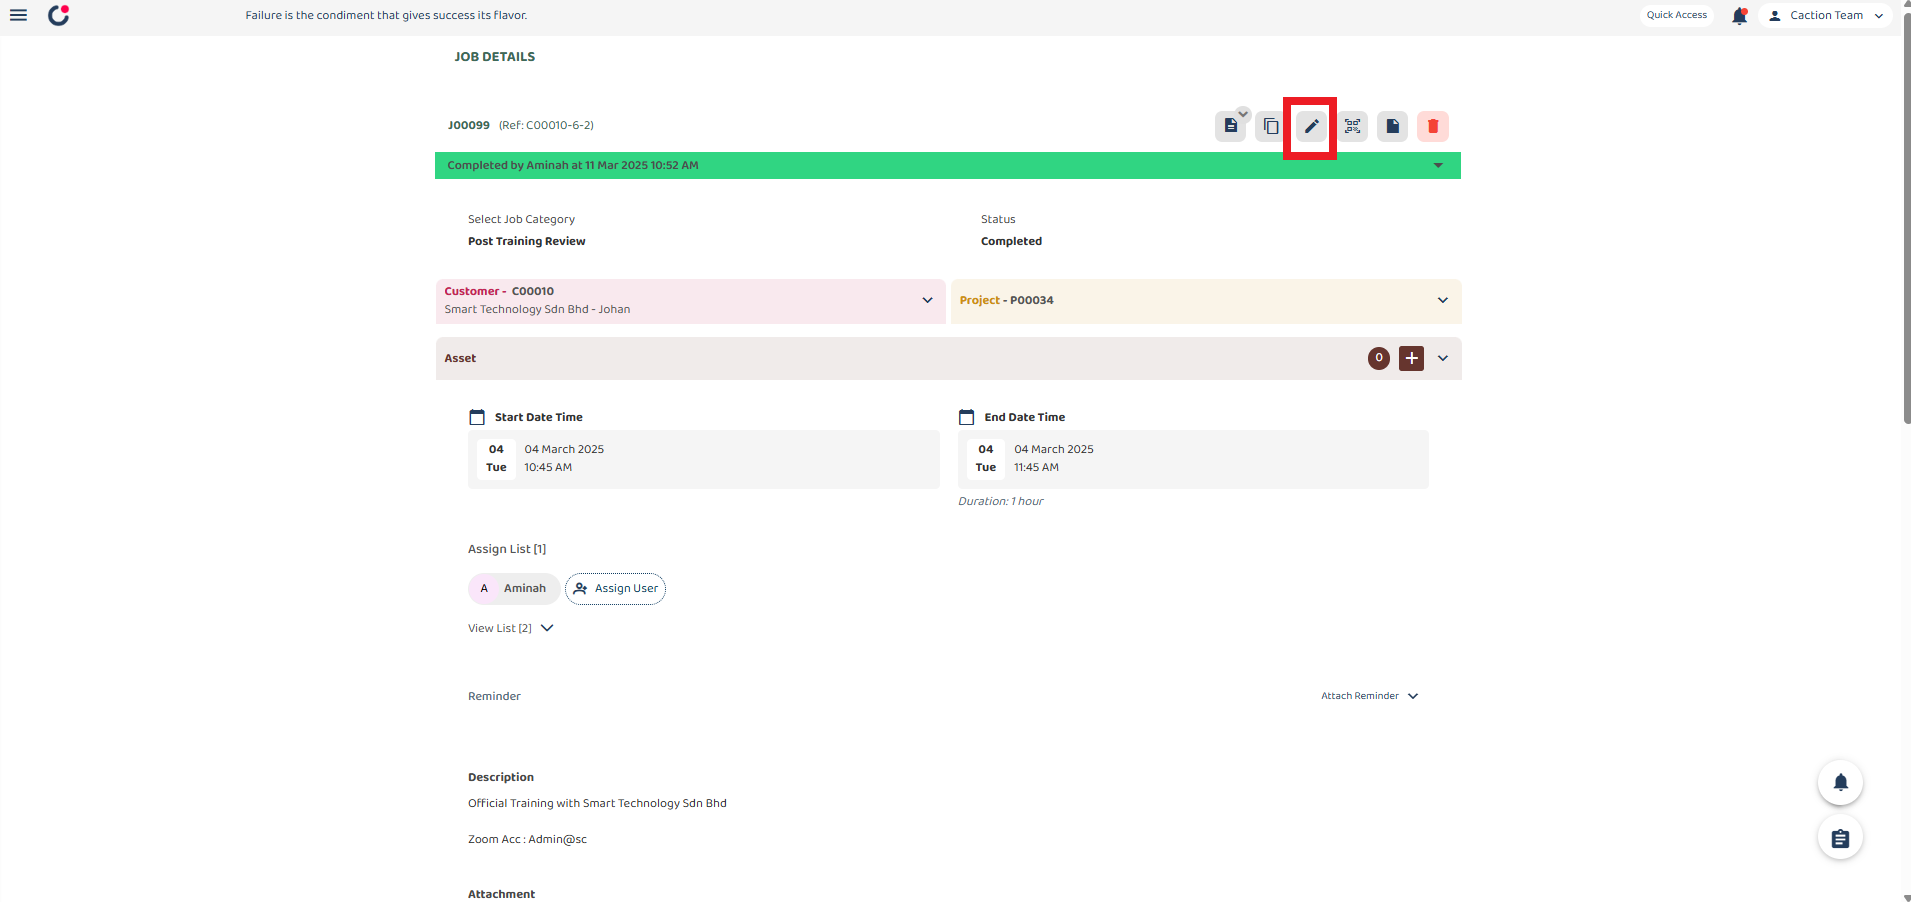 Failure is the condiment that gives success its flavor.
Quick Access
Caction Team
JOB DETAILS
J00099 (Ref: C00010-6-2)
Completed by Aminah at 11 Mar 2025 10:52 AM
Select Job Category
Status
Post Training Review
Completed
Customer - C00010
Smart Technology Sdn Bhd - Johan
Project - P00034
Asset
0
Start Date Time
End Date Time
04
Tue
04 March 2025
10:45 AM
04
Tue
04 March 2025
11:45 AM
Duration: 1 hour
Assign List [1]
A Aminah
Assign User
View List [2]
Reminder
Attach Reminder
Description
Official Training with Smart Technology Sdn Bhd
Zoom Acc : Admin@sc
Attachment